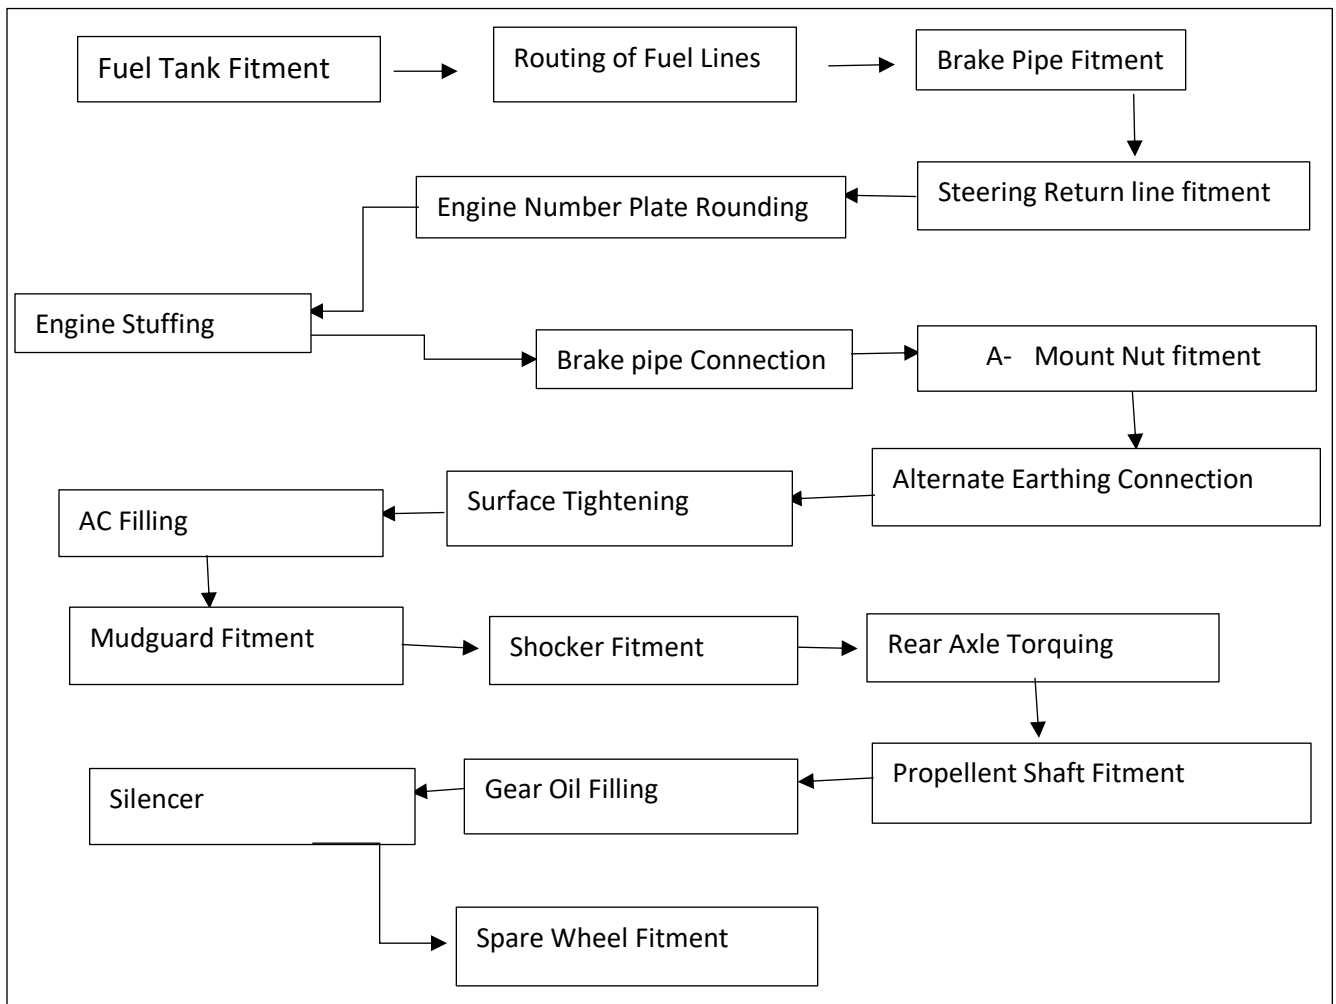 Fuel Tank Fitment
Routing of Fuel Lines
Brake Pipe Fitment
Steering Return line fitment
Engine Number Plate Rounding
Engine Stuffing
Brake pipe Connection
A- Mount Nut fitment
Alternate Earthing Connection
Surface Tightening
AC Filling
Mudguard Fitment
Shocker Fitment
Rear Axle Torquing
Propellent Shaft Fitment
Gear Oil Filling
Silencer
Spare Wheel Fitment